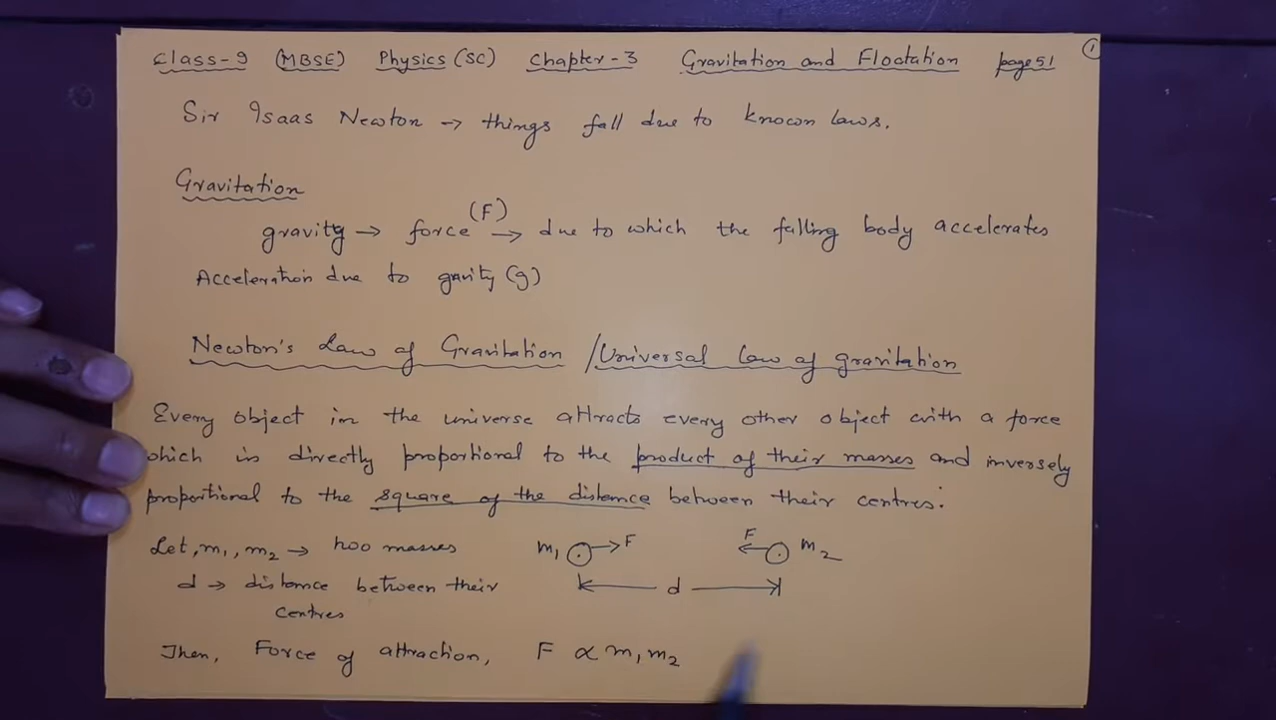 Class-9 (MBSE) Physics (SC) Chapter-3 Gravitation and Floatation page 51 1
Sir Isaas Newton → things fall due to known laws.
Gravitation
gravity → force (F) → due to which the falling body accelerates
Acceleration due to gavity (g)
Newton's Law of Gravitation / Universal law of gravitation
Every object in the universe attracts every other object with a force
which is directly proportional to the product of their masses and inversely
proportional to the square of the distance between their centres.
Let, m₁, m₂ → two masses m₁ F F m₂
d → distance between their d
centres
Then, Force of attraction, F ∝ m₁m₂